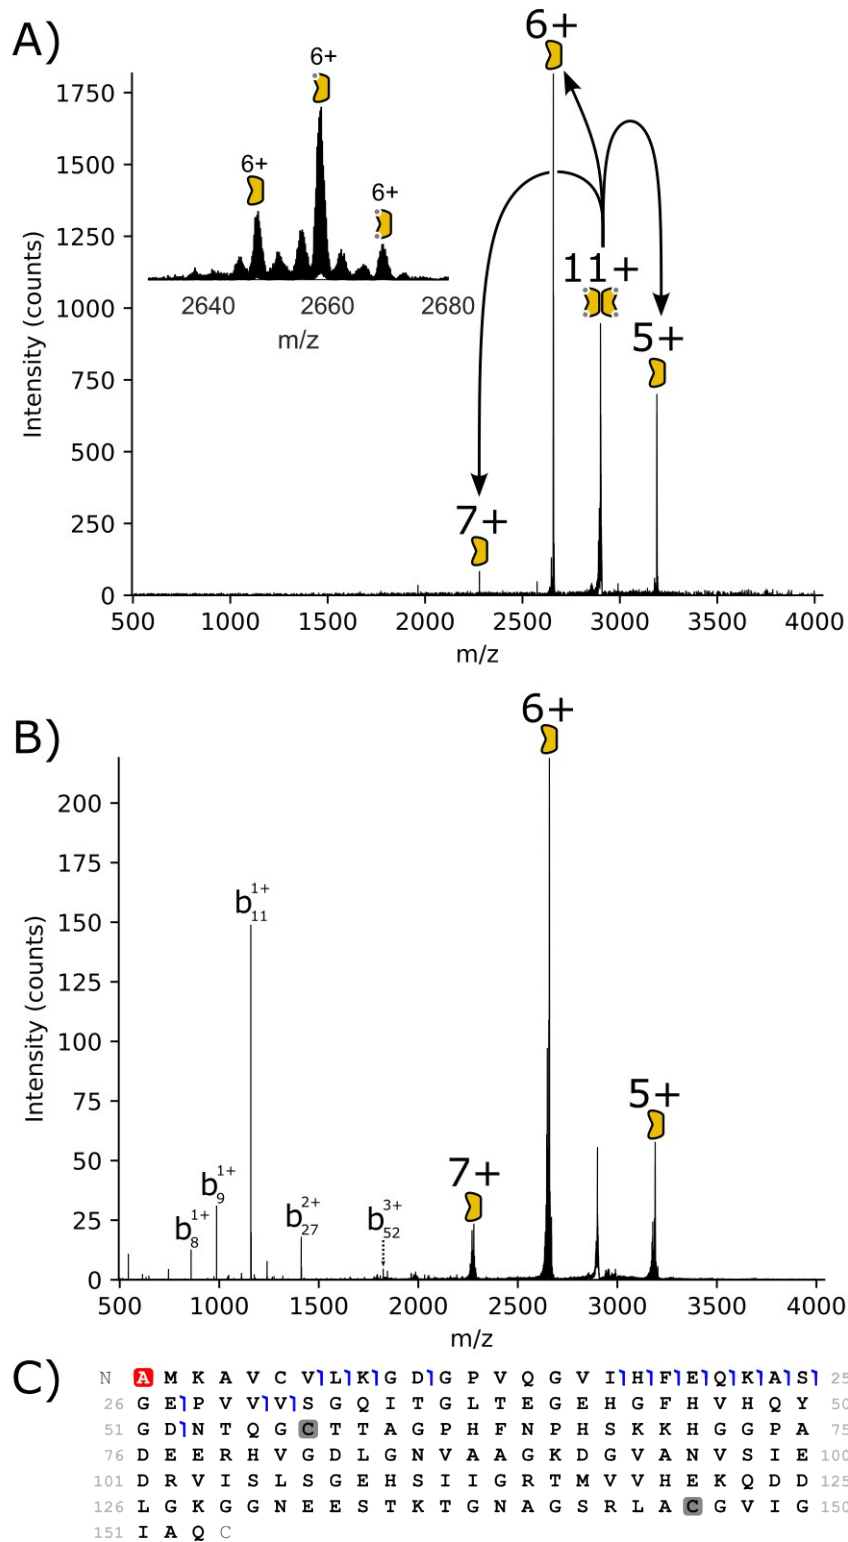 A)
6+
6+
6+
6+
11+
5+
7+
Intensity (counts)
1750
1500
1250
1000
750
500
250
0
2640
2660
2680
m/z
500
1000
1500
2000
2500
3000
3500
4000
m/z
B)
6+
5+
7+
b11 1+
b9 1+
b8 1+
b27 2+
b52 3+
Intensity (counts)
200
175
150
125
100
75
50
25
0
500
1000
1500
2000
2500
3000
3500
4000
m/z
C)
N A M K A V C V L K G D G P V Q G V I H F E Q K A S 25
26 G E P V V V S G Q I T G L T E G E H G F H V H Q Y 50
51 G D N T Q G C T T A G P H F N P H S K K H G G P A 75
76 D E E R H V G D L G N V A A G K D G V A N V S I E 100
101 D R V I S L S G E H S I I G R T M V V H E K Q D D 125
126 L G K G G N E E S T K T G N A G S R L A C G V I G 150
151 I A Q C